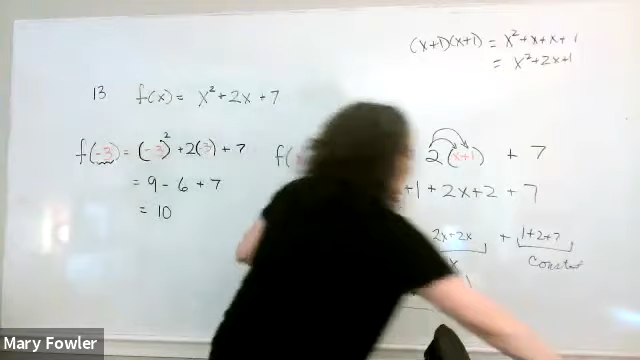 (x+1)(x+1) = x² + x + x + 1
= x² + 2x + 1
13 f(x) = x² + 2x + 7
f(-3) = (-3)² + 2(3) + 7
= 9 - 6 + 7
= 10
f(
2(x+1) + 7
+1 + 2x + 2 + 7
2x+2x + 1+2+7
x Constant
Mary Fowler